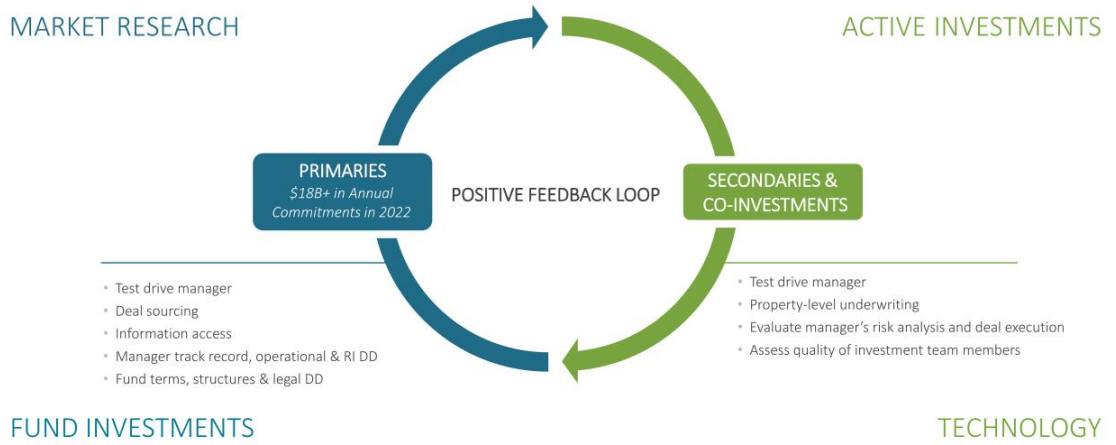 MARKET RESEARCH
ACTIVE INVESTMENTS
PRIMARIES
$18B+ in Annual
Commitments in 2022
POSITIVE FEEDBACK LOOP
SECONDARIES &
CO-INVESTMENTS
• Test drive manager
• Deal sourcing
• Information access
• Manager track record, operational & RI DD
• Fund terms, structures & legal DD
• Test drive manager
• Property-level underwriting
• Evaluate manager's risk analysis and deal execution
• Assess quality of investment team members
FUND INVESTMENTS
TECHNOLOGY